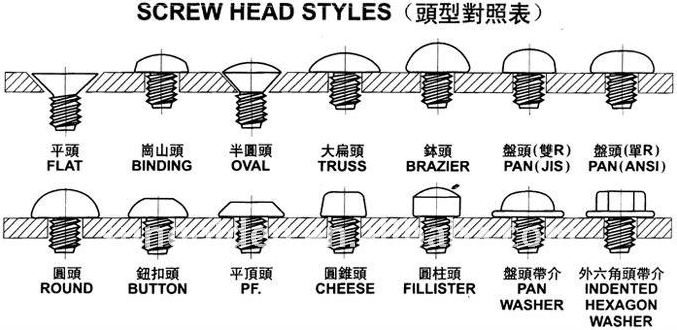 SCREW HEAD STYLES（頭型對照表）
平頭 崗山頭 半圓頭 大扁頭 鉢頭 盤頭(雙R) 盤頭(單R)
FLAT BINDING OVAL TRUSS BRAZIER PAN(JIS) PAN(ANSI)
圓頭 鈕扣頭 平頂頭 圓錐頭 圓柱頭 盤頭帶介 外六角頭帶介
ROUND BUTTON PF. CHEESE FILLISTER PAN INDENTED
WASHER HEXAGON
WASHER